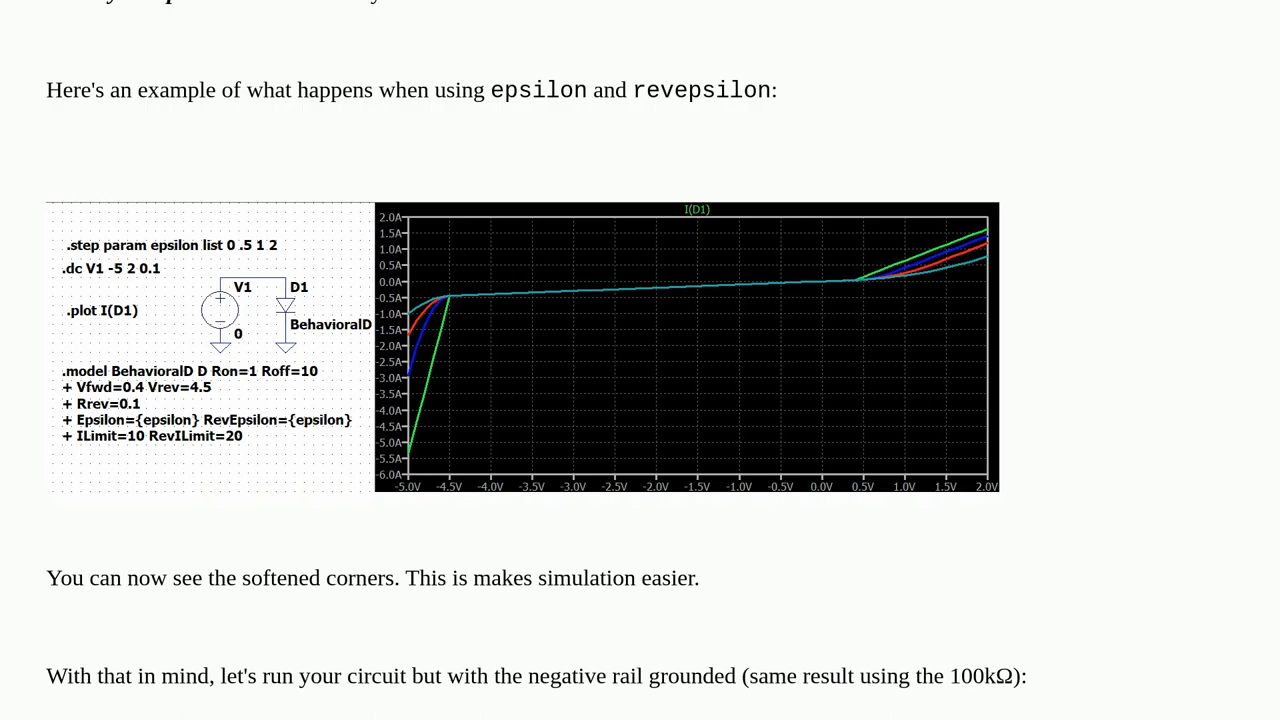 Here's an example of what happens when using epsilon and revepsilon:
.step param epsilon list 0 .5 1 2
.dc V1 -5 2 0.1
V1
D1
.plot I(D1)
BehavioralD
0
.model BehavioralD D Ron=1 Roff=10
+ Vfwd=0.4 Vrev=4.5
+ Rrev=0.1
+ Epsilon={epsilon} RevEpsilon={epsilon}
+ ILimit=10 RevILimit=20
I(D1)
2.0A
1.5A
1.0A
0.5A
0.0A
-0.5A
-1.0A
-1.5A
-2.0A
-2.5A
-3.0A
-3.5A
-4.0A
-4.5A
-5.0A
-5.5A
-6.0A
-5.0V -4.5V -4.0V -3.5V -3.0V -2.5V -2.0V -1.5V -1.0V -0.5V 0.0V 0.5V 1.0V 1.5V 2.0V
You can now see the softened corners. This is makes simulation easier.
With that in mind, let's run your circuit but with the negative rail grounded (same result using the 100kΩ):